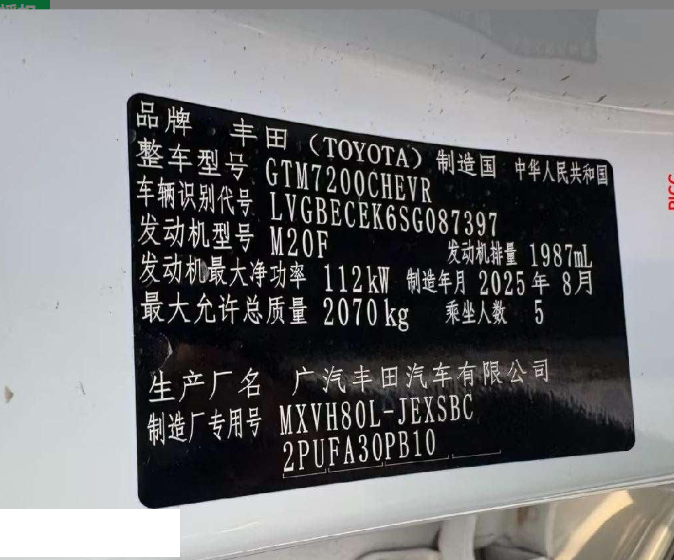 品牌 丰田（TOYOTA） 制造国 中华人民共和国
整车型号 GTM7200CHEVR
车辆识别代号 LVGBECEK6SG087397
发动机型号 M20F 发动机排量 1987mL
发动机最大净功率 112kW 制造年月 2025年8月
最大允许总质量 2070kg 乘坐人数 5
生产厂名 广汽丰田汽车有限公司
制造厂专用号 MXVH80L-JEXSBC
2PUFA30PB10
PICC